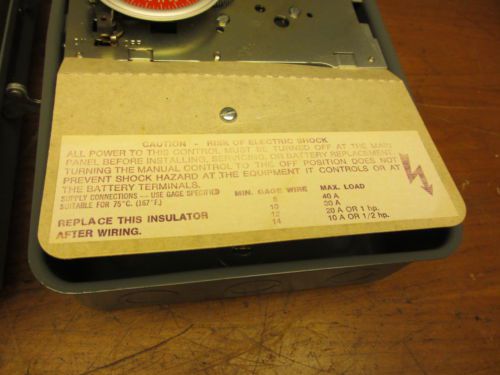 CAUTION - RISK OF ELECTRIC SHOCK
ALL POWER TO THIS CONTROL MUST BE TURNED OFF AT THE MAIN
PANEL BEFORE INSTALLING, SERVICING, OR BATTERY REPLACEMENT
TURNING THE MANUAL CONTROL TO THE OFF POSITION DOES NOT
PREVENT SHOCK HAZARD AT THE EQUIPMENT IT CONTROLS OR AT
THE BATTERY TERMINALS.
SUPPLY CONNECTIONS — USE GAGE SPECIFIED MIN. GAGE WIRE MAX. LOAD
SUITABLE FOR 75°C. (167°F.) 8 40 A
10 30 A
REPLACE THIS INSULATOR 12 20 A OR 1 hp.
AFTER WIRING. 14 10 A OR 1/2 hp.